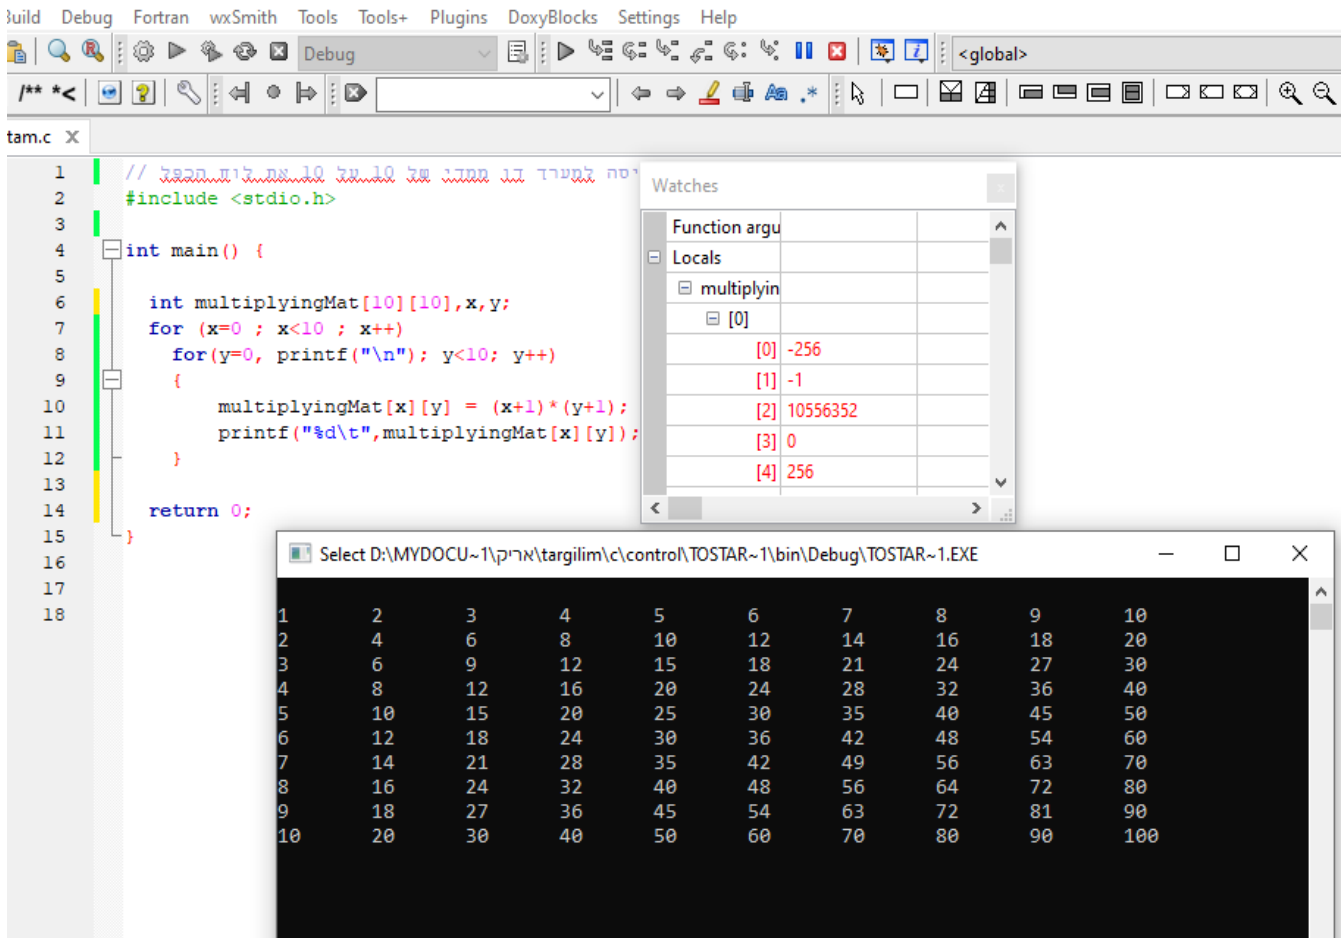 Build Debug Fortran wxSmith Tools Tools+ Plugins DoxyBlocks Settings Help
Debug <global>
/** *<
tam.c X
1 // יסה למערך דו ממדי של 10 על 10 את לוח הכפל
2 #include <stdio.h>
3
4 int main() {
5
6 int multiplyingMat[10][10],x,y;
7 for (x=0 ; x<10 ; x++)
8 for(y=0, printf("\n"); y<10; y++)
9 {
10 multiplyingMat[x][y] = (x+1)*(y+1);
11 printf("%d\t",multiplyingMat[x][y]);
12 }
13
14 return 0;
15 }
16
17
18
Watches
Function argu
Locals
multiplyin
[0]
[0] -256
[1] -1
[2] 10556352
[3] 0
[4] 256
Select D:\MYDOCU~1\אריק\targilim\c\control\TOSTAR~1\bin\Debug\TOSTAR~1.EXE
1 2 3 4 5 6 7 8 9 10
2 4 6 8 10 12 14 16 18 20
3 6 9 12 15 18 21 24 27 30
4 8 12 16 20 24 28 32 36 40
5 10 15 20 25 30 35 40 45 50
6 12 18 24 30 36 42 48 54 60
7 14 21 28 35 42 49 56 63 70
8 16 24 32 40 48 56 64 72 80
9 18 27 36 45 54 63 72 81 90
10 20 30 40 50 60 70 80 90 100